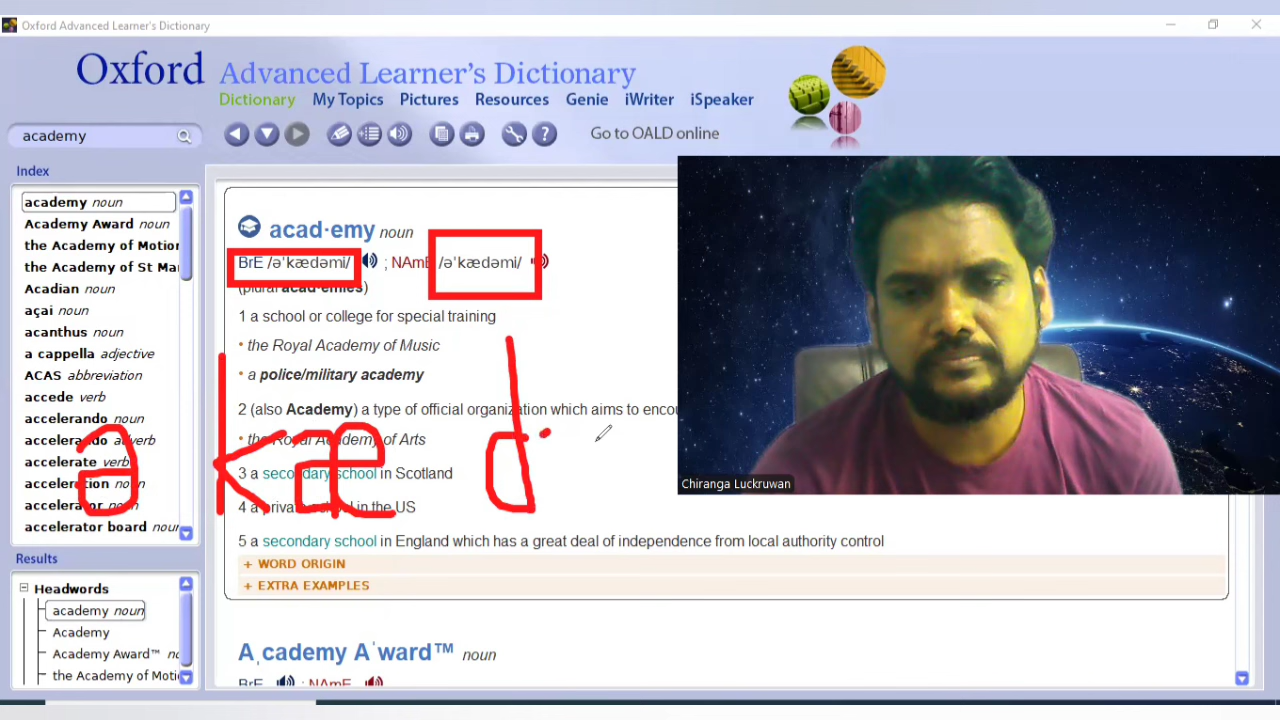 Oxford Advanced Learner's Dictionary
Oxford Advanced Learner's Dictionary
Dictionary My Topics Pictures Resources Genie iWriter iSpeaker
academy
Go to OALD online
Index
academy noun
Academy Award noun
the Academy of Motion
the Academy of St Mar
Acadian noun
açai noun
acanthus noun
a cappella adjective
ACAS abbreviation
accede verb
accelerando noun
accelerando adverb
accelerate verb
acceleration noun
accelerator noun
accelerator board noun
Results
Headwords
academy noun
Academy
Academy Award™
the Academy of Moti
acad·emy noun
BrE /əˈkædəmi/ ; NAmE /əˈkædəmi/
(plural acad·emies)
1 a school or college for special training
• the Royal Academy of Music
• a police/military academy
2 (also Academy) a type of official organization which aims to encou
• the Royal Academy of Arts
3 a secondary school in Scotland
4 a private school in the US
5 a secondary school in England which has a great deal of independence from local authority control
+ WORD ORIGIN
+ EXTRA EXAMPLES
Aˌcademy Aˈward™ noun
BrE ; NAmE
ə kæ d
Chiranga Luckruwan